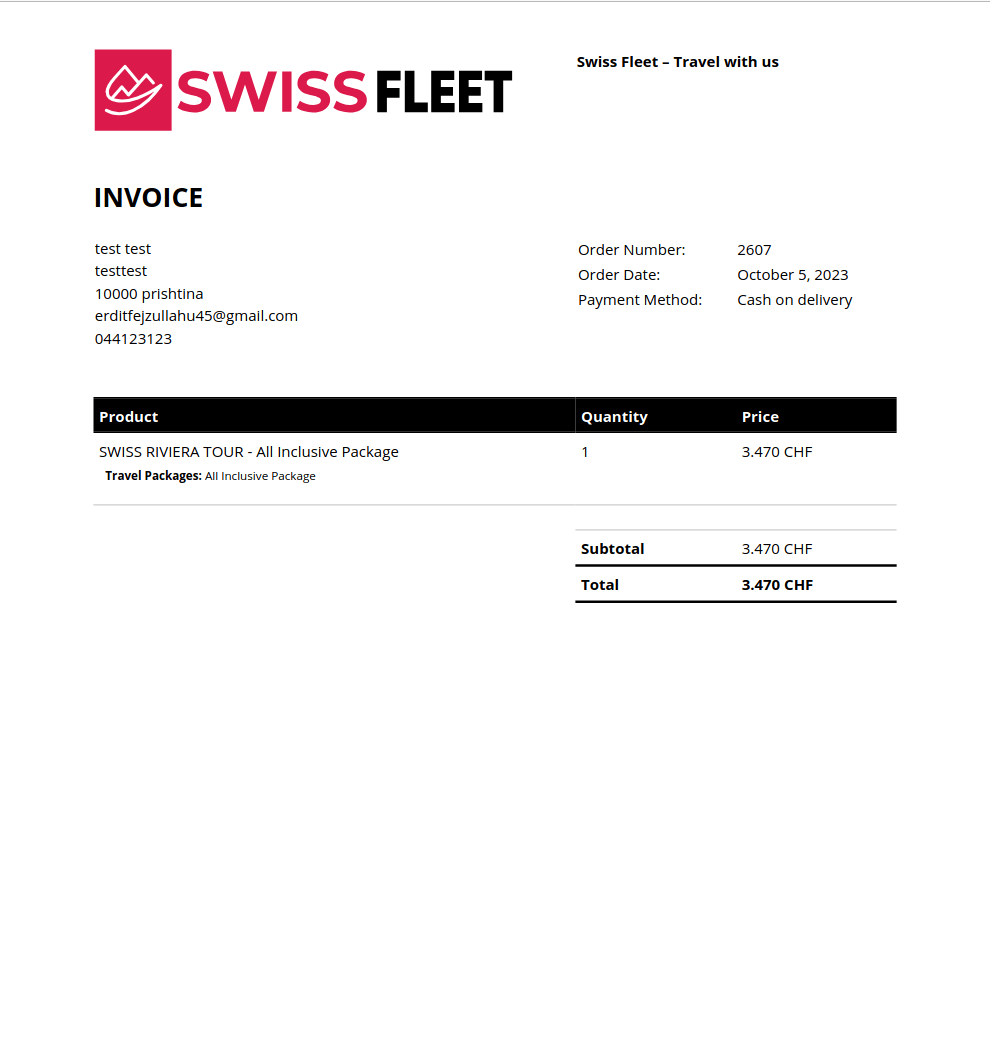 SWISS FLEET
Swiss Fleet – Travel with us
INVOICE
test test
testtest
10000 prishtina
erditfejzullahu45@gmail.com
044123123
Order Number: 2607
Order Date: October 5, 2023
Payment Method: Cash on delivery
Product Quantity Price
SWISS RIVIERA TOUR - All Inclusive Package 1 3.470 CHF
Travel Packages: All Inclusive Package
Subtotal 3.470 CHF
Total 3.470 CHF